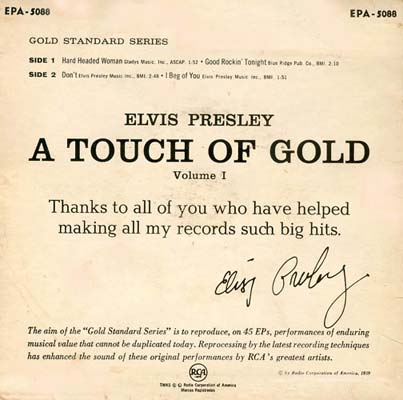 EPA-5088 EPA-5088
GOLD STANDARD SERIES
SIDE 1 Hard Headed Woman Gladys Music, Inc., ASCAP. 1:52 • Good Rockin' Tonight Blue Ridge Pub. Co., BMI. 2:10
SIDE 2 Don't Elvis Presley Music Inc., BMI. 2:48 • I Beg of You Elvis Presley Music Inc., BMI. 1:51
ELVIS PRESLEY
A TOUCH OF GOLD
Volume I
Thanks to all of you who have helped
making all my records such big hits.
Elvis Presley
The aim of the "Gold Standard Series" is to reproduce, on 45 EPs, performances of enduring
musical value that cannot be duplicated today. Reprocessing by the latest recording techniques
has enhanced the sound of these original performances by RCA's greatest artists.
© by Radio Corporation of America, 1959
RCA
TMKS ® © Radio Corporation of America
Marcas Registradas